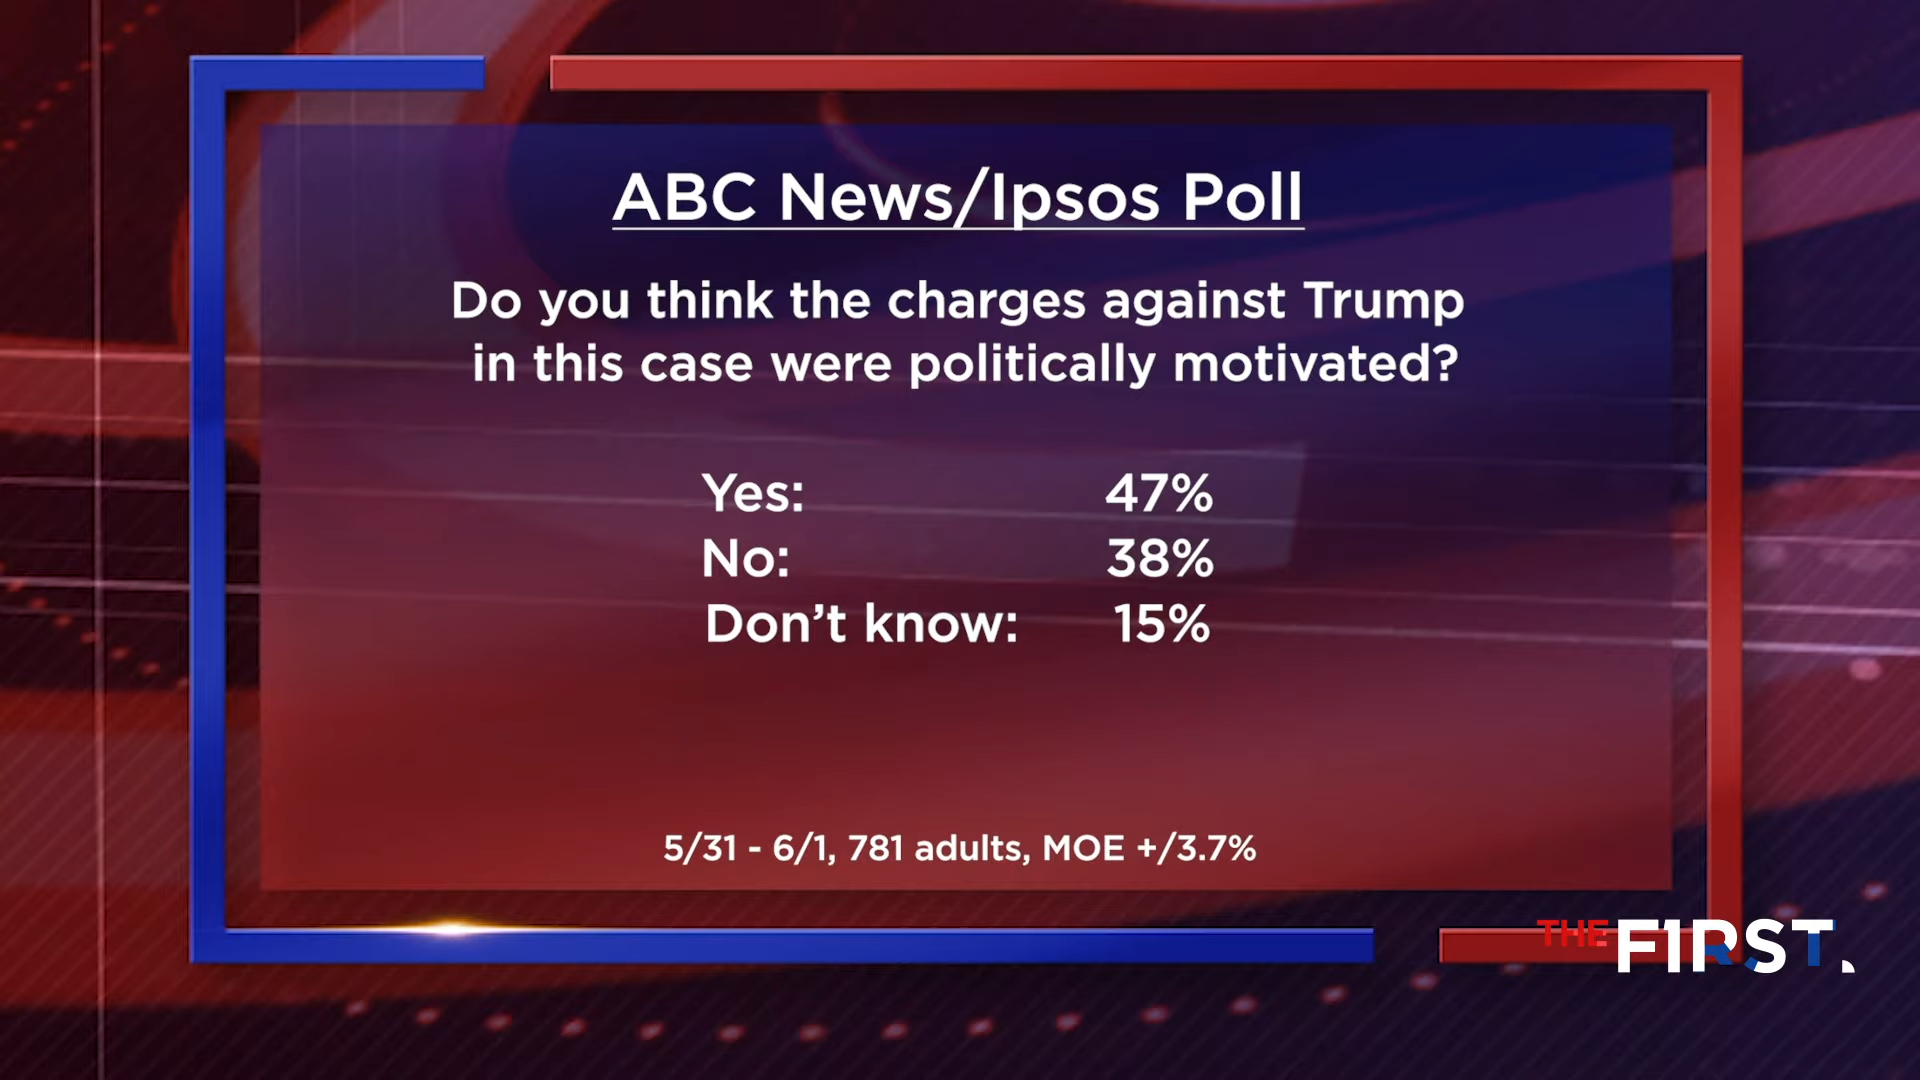 ABC News/Ipsos Poll
Do you think the charges against Trump
in this case were politically motivated?
Yes: 47%
No: 38%
Don't know: 15%
5/31 - 6/1, 781 adults, MOE +/3.7%
THE FIRST.